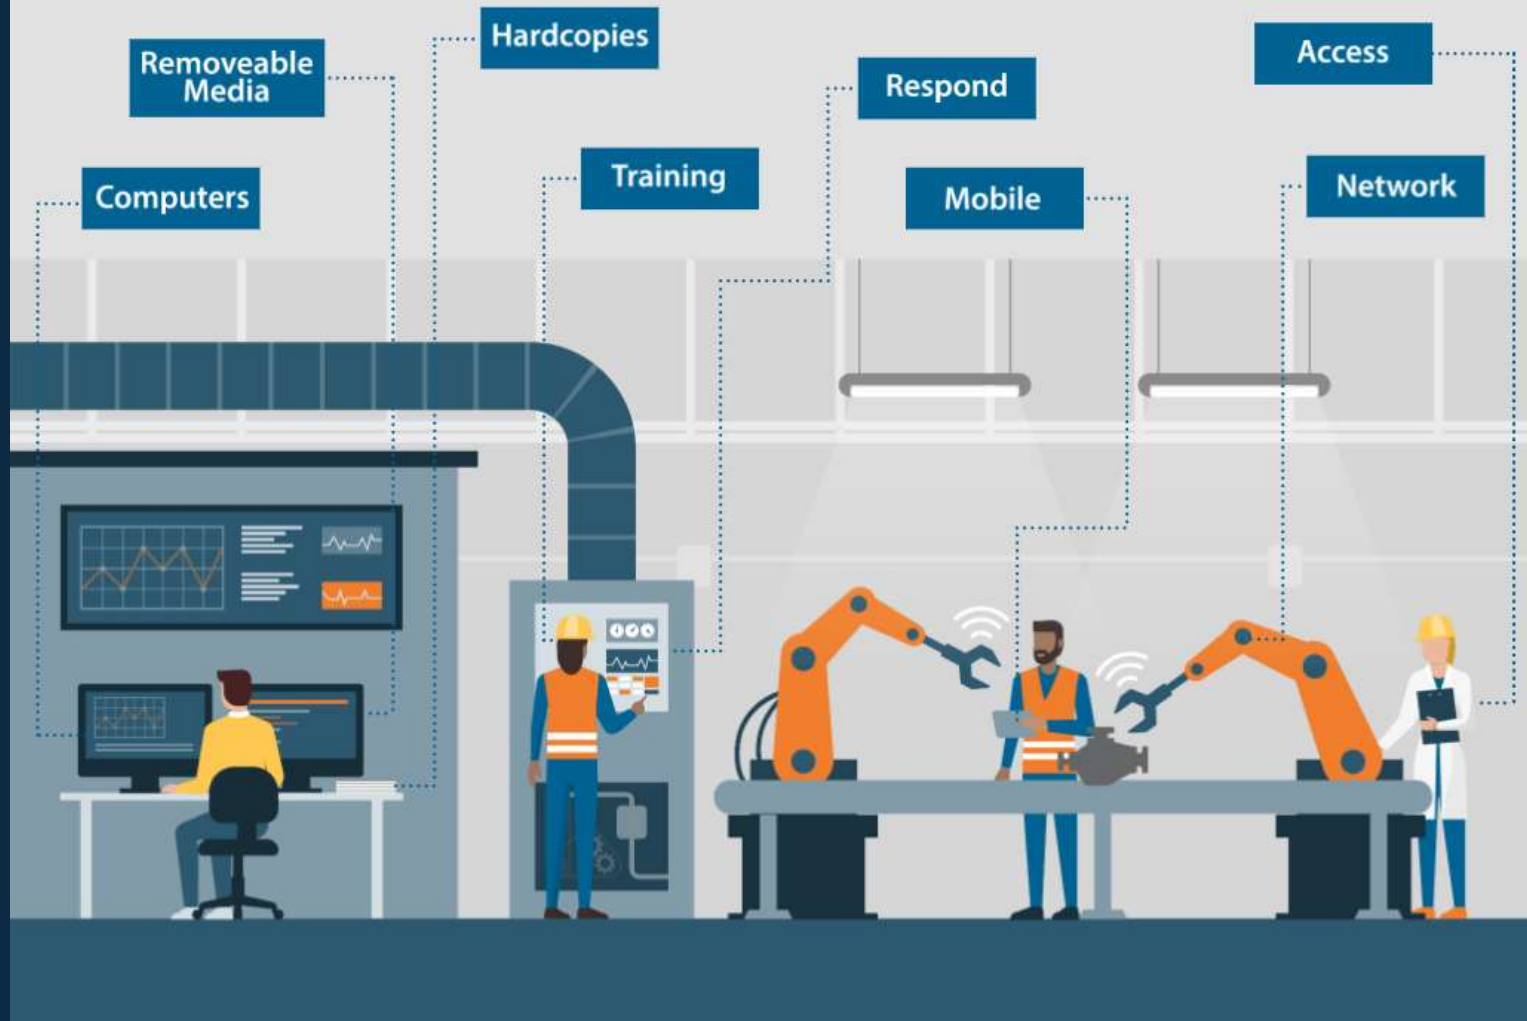 Hardcopies
Removeable
Media
Access
Respond
Training
Network
Computers
Mobile